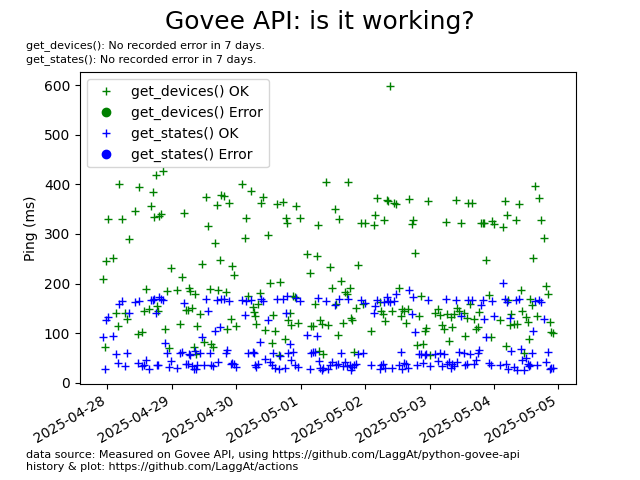 Govee API: is it working?
get_devices(): No recorded error in 7 days.
get_states(): No recorded error in 7 days.
get_devices() OK
get_devices() Error
get_states() OK
get_states() Error
Ping (ms)
600
500
400
300
200
100
0
2025-04-28
2025-04-29
2025-04-30
2025-05-01
2025-05-02
2025-05-03
2025-05-04
2025-05-05
data source: Measured on Govee API, using https://github.com/LaggAt/python-govee-api
history & plot: https://github.com/LaggAt/actions